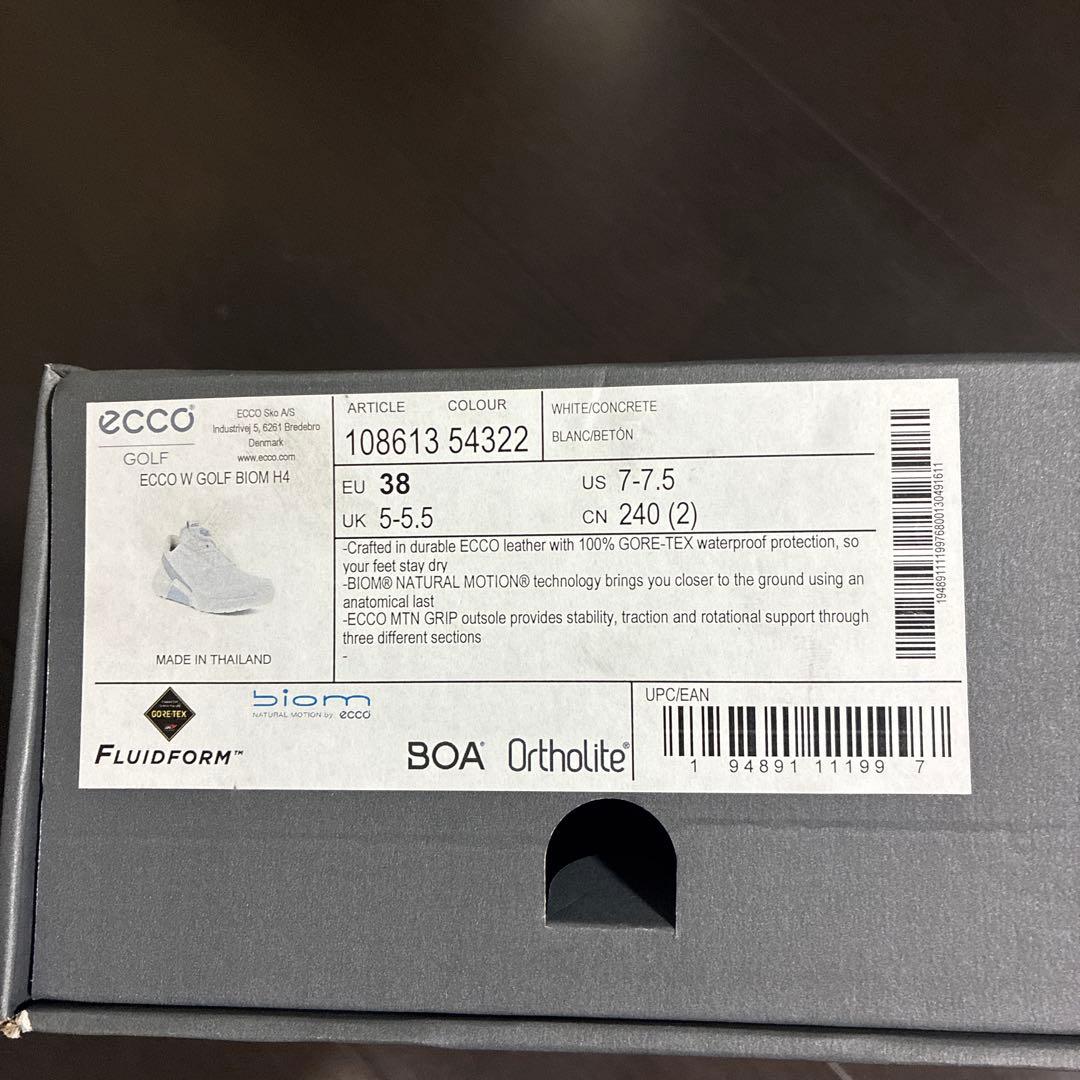 ecco®
GOLF
ECCO Sko A/S
Industrivej 5, 6261 Bredebro
Denmark
www.ecco.com
ECCO W GOLF BIOM H4
MADE IN THAILAND
ARTICLE COLOUR
108613 54322
WHITE/CONCRETE
BLANC/BETÓN
EU 38
US 7-7.5
UK 5-5.5
CN 240 (2)
-Crafted in durable ECCO leather with 100% GORE-TEX waterproof protection, so
your feet stay dry
-BIOM® NATURAL MOTION® technology brings you closer to the ground using an
anatomical last
-ECCO MTN GRIP outsole provides stability, traction and rotational support through
three different sections
-
GORE-TEX
biom
NATURAL MOTION by ecco®
FLUIDFORM™
BOA®
Ortholite®
UPC/EAN
1 94891 11199 7